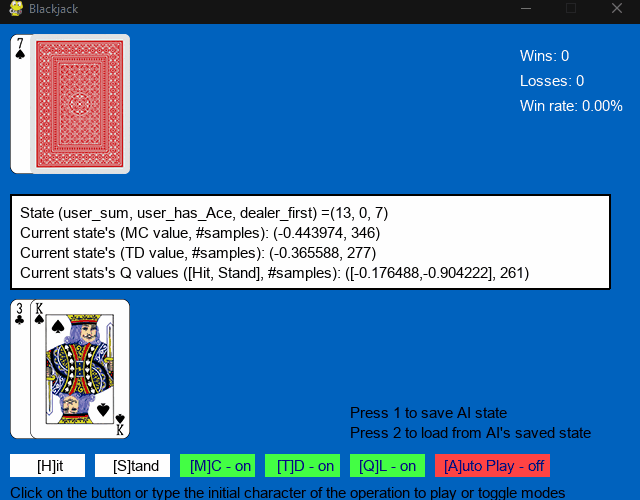 Blackjack
7
Wins: 0
Losses: 0
Win rate: 0.00%
State (user_sum, user_has_Ace, dealer_first) =(13, 0, 7)
Current state's (MC value, #samples): (-0.443974, 346)
Current state's (TD value, #samples): (-0.365588, 277)
Current stats's Q values ([Hit, Stand], #samples): ([-0.176488,-0.904222], 261)
3 K
K
Press 1 to save AI state
Press 2 to load from AI's saved state
[H]it [S]tand [M]C - on [T]D - on [Q]L - on [A]uto Play - off
Click on the button or type the initial character of the operation to play or toggle modes